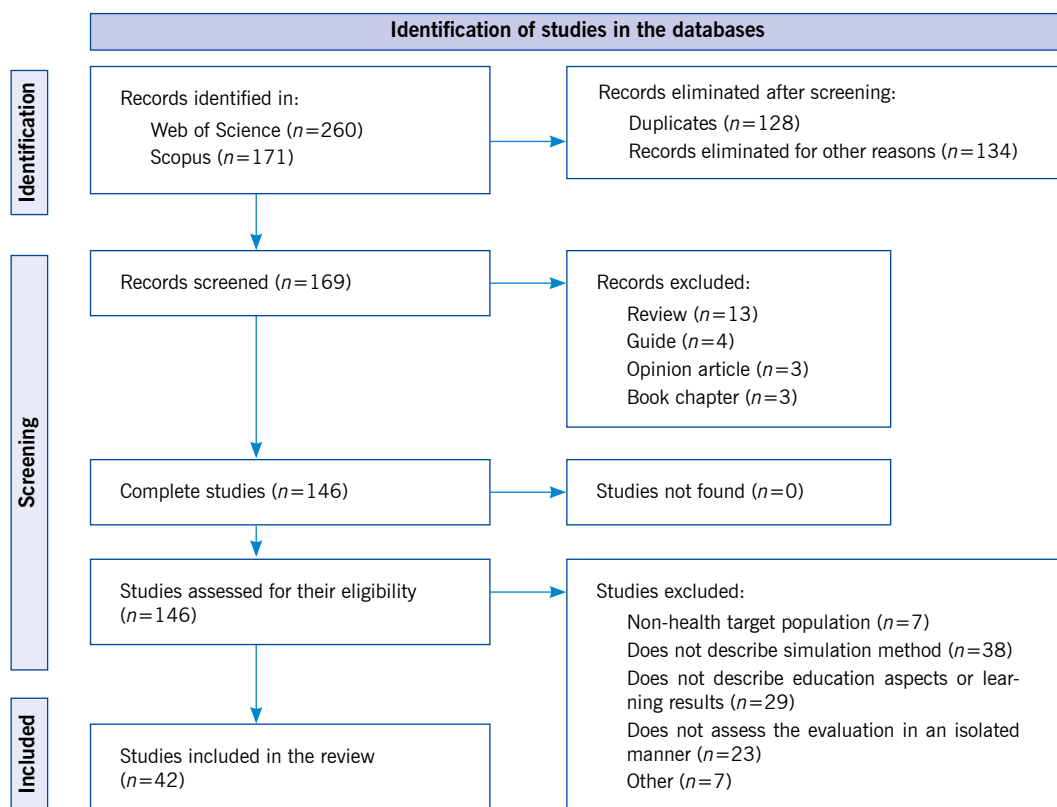 Identification of studies in the databases
Identification
Records identified in:
Web of Science (n=260)
Scopus (n=171)
Records eliminated after screening:
Duplicates (n=128)
Records eliminated for other reasons (n=134)
Screening
Records screened (n=169)
Records excluded:
Review (n=13)
Guide (n=4)
Opinion article (n=3)
Book chapter (n=3)
Complete studies (n=146)
Studies not found (n=0)
Studies assessed for their eligibility
(n=146)
Studies excluded:
Non-health target population (n=7)
Does not describe simulation method (n=38)
Does not describe education aspects or lear-
ning results (n=29)
Does not assess the evaluation in an isolated
manner (n=23)
Other (n=7)
Included
Studies included in the review
(n=42)